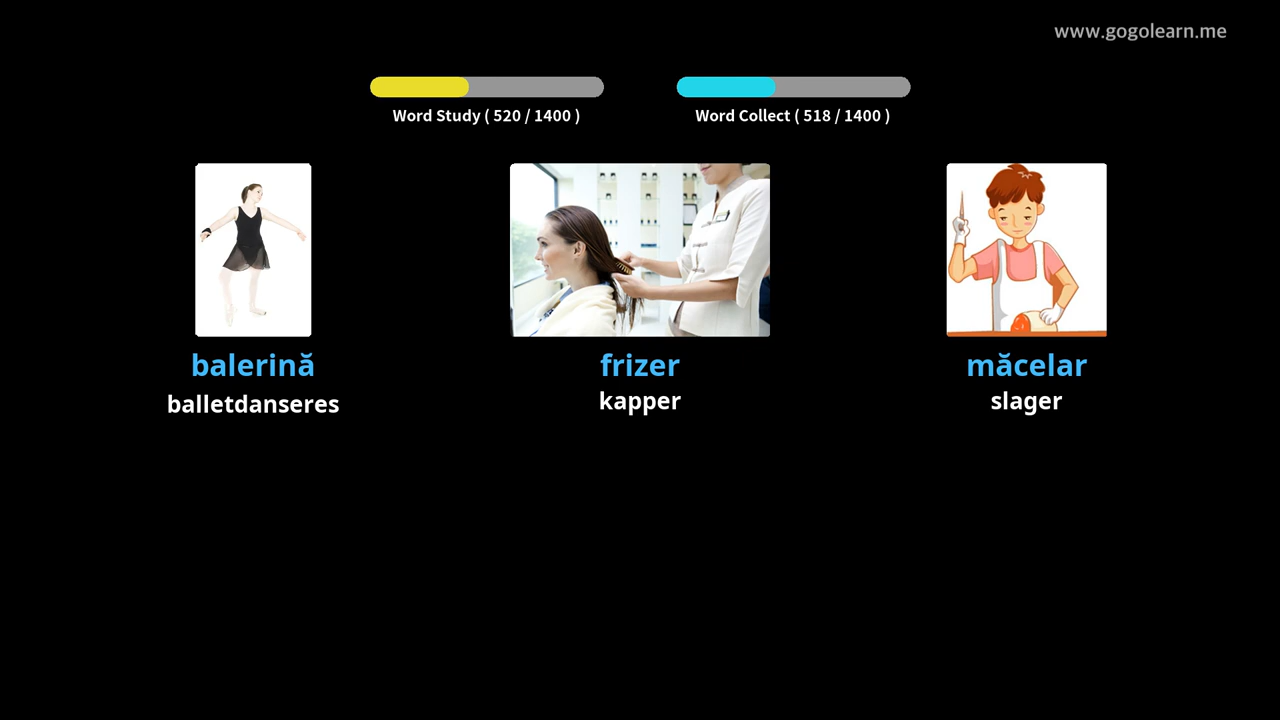 www.gogolearn.me
Word Study ( 520 / 1400 )
Word Collect ( 518 / 1400 )
balerină
frizer
măcelar
balletdanseres
kapper
slager